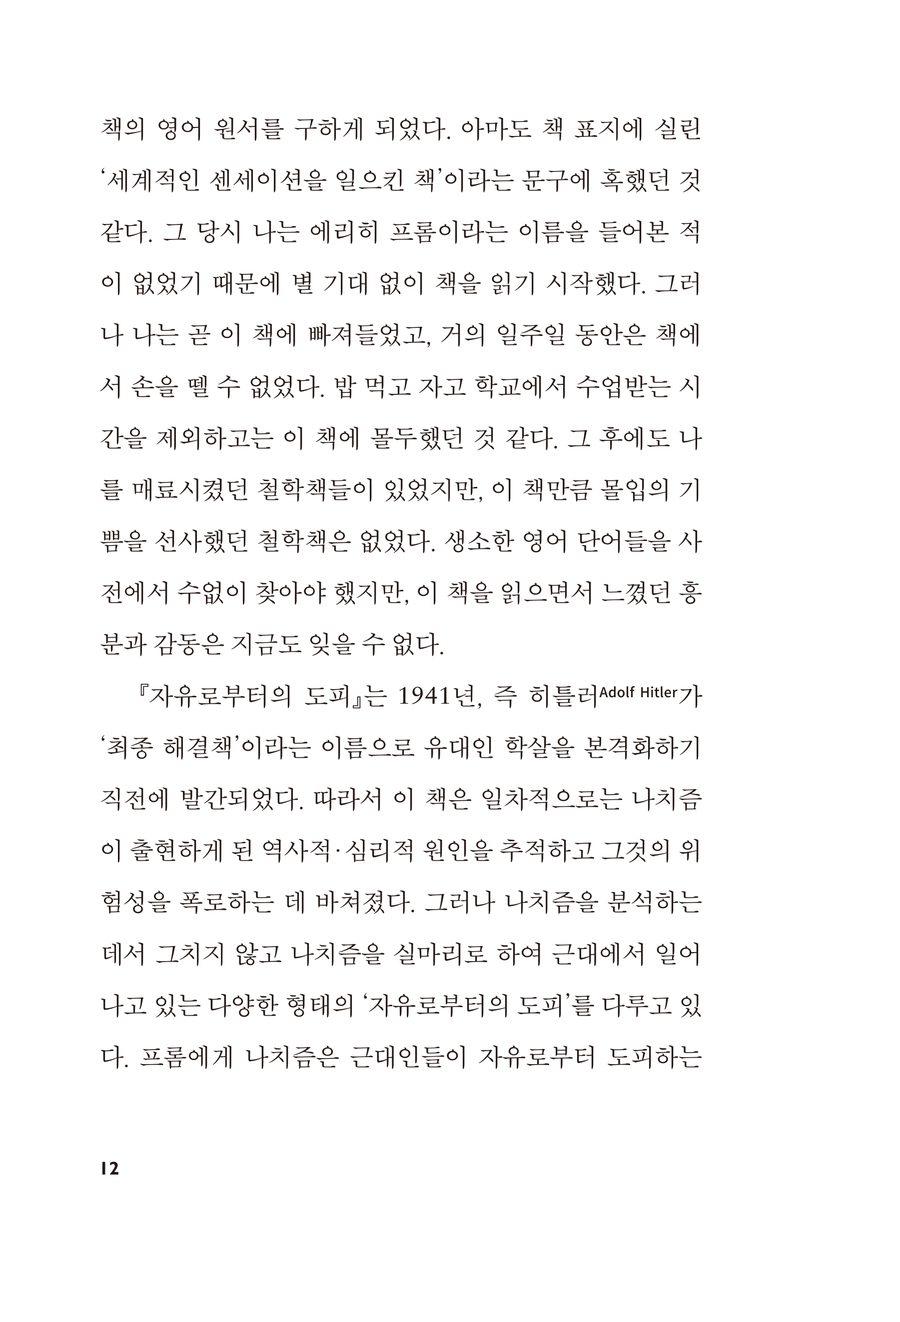 책의 영어 원서를 구하게 되었다. 아마도 책 표지에 실린
‘세계적인 센세이션을 일으킨 책’이라는 문구에 혹했던 것
같다. 그 당시 나는 에리히 프롬이라는 이름을 들어본 적
이 없었기 때문에 별 기대 없이 책을 읽기 시작했다. 그러
나 나는 곧 이 책에 빠져들었고, 거의 일주일 동안은 책에
서 손을 뗄 수 없었다. 밥 먹고 자고 학교에서 수업받는 시
간을 제외하고는 이 책에 몰두했던 것 같다. 그 후에도 나
를 매료시켰던 철학책들이 있었지만, 이 책만큼 몰입의 기
쁨을 선사했던 철학책은 없었다. 생소한 영어 단어들을 사
전에서 수없이 찾아야 했지만, 이 책을 읽으면서 느꼈던 흥
분과 감동은 지금도 잊을 수 없다.
『자유로부터의 도피』는 1941년, 즉 히틀러Adolf Hitler가
‘최종 해결책’이라는 이름으로 유대인 학살을 본격화하기
직전에 발간되었다. 따라서 이 책은 일차적으로는 나치즘
이 출현하게 된 역사적·심리적 원인을 추적하고 그것의 위
험성을 폭로하는 데 바쳐졌다. 그러나 나치즘을 분석하는
데서 그치지 않고 나치즘을 실마리로 하여 근대에서 일어
나고 있는 다양한 형태의 ‘자유로부터의 도피’를 다루고 있
다. 프롬에게 나치즘은 근대인들이 자유로부터 도피하는
12